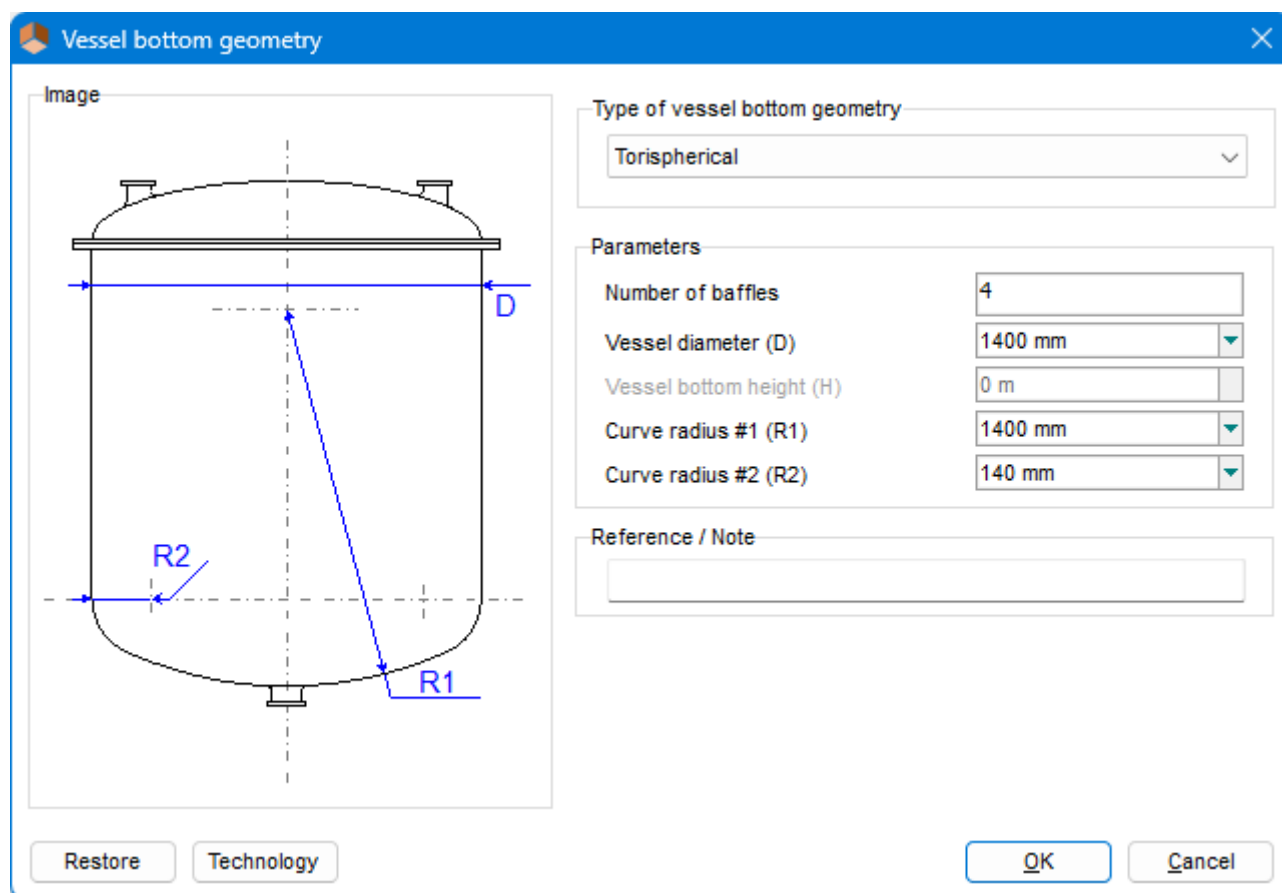 Vessel bottom geometry
Image
D
R2
R1
Type of vessel bottom geometry
Torispherical
Parameters
Number of baffles
4
Vessel diameter (D)
1400 mm
Vessel bottom height (H)
0 m
Curve radius #1 (R1)
1400 mm
Curve radius #2 (R2)
140 mm
Reference / Note
Restore
Technology
OK
Cancel